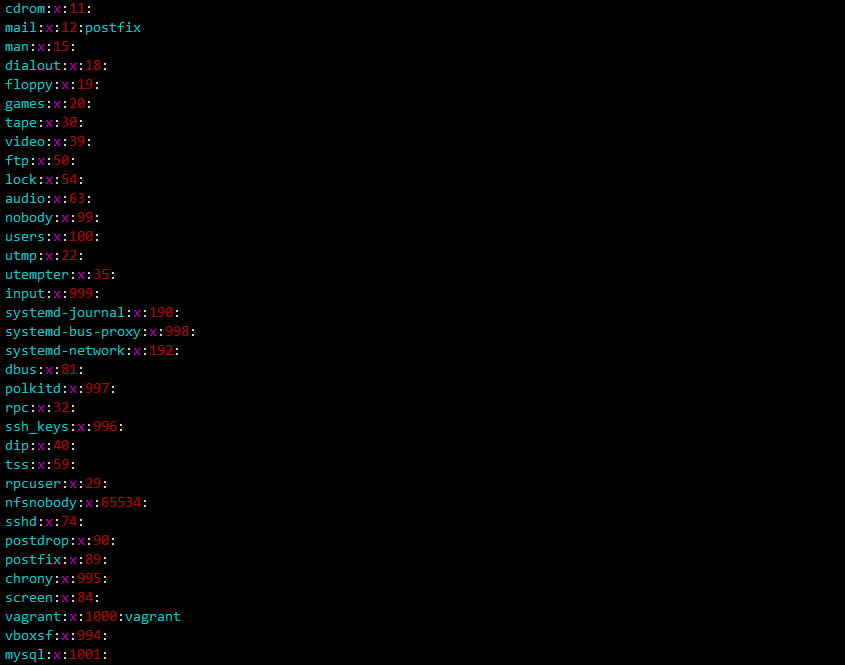 cdrom:x:11:
mail:x:12:postfix
man:x:15:
dialout:x:18:
floppy:x:19:
games:x:20:
tape:x:30:
video:x:39:
ftp:x:50:
lock:x:54:
audio:x:63:
nobody:x:99:
users:x:100:
utmp:x:22:
utempter:x:35:
input:x:999:
systemd-journal:x:190:
systemd-bus-proxy:x:998:
systemd-network:x:192:
dbus:x:81:
polkitd:x:997:
rpc:x:32:
ssh_keys:x:996:
dip:x:40:
tss:x:59:
rpcuser:x:29:
nfsnobody:x:65534:
sshd:x:74:
postdrop:x:90:
postfix:x:89:
chrony:x:995:
screen:x:84:
vagrant:x:1000:vagrant
vboxsf:x:994:
mysql:x:1001: